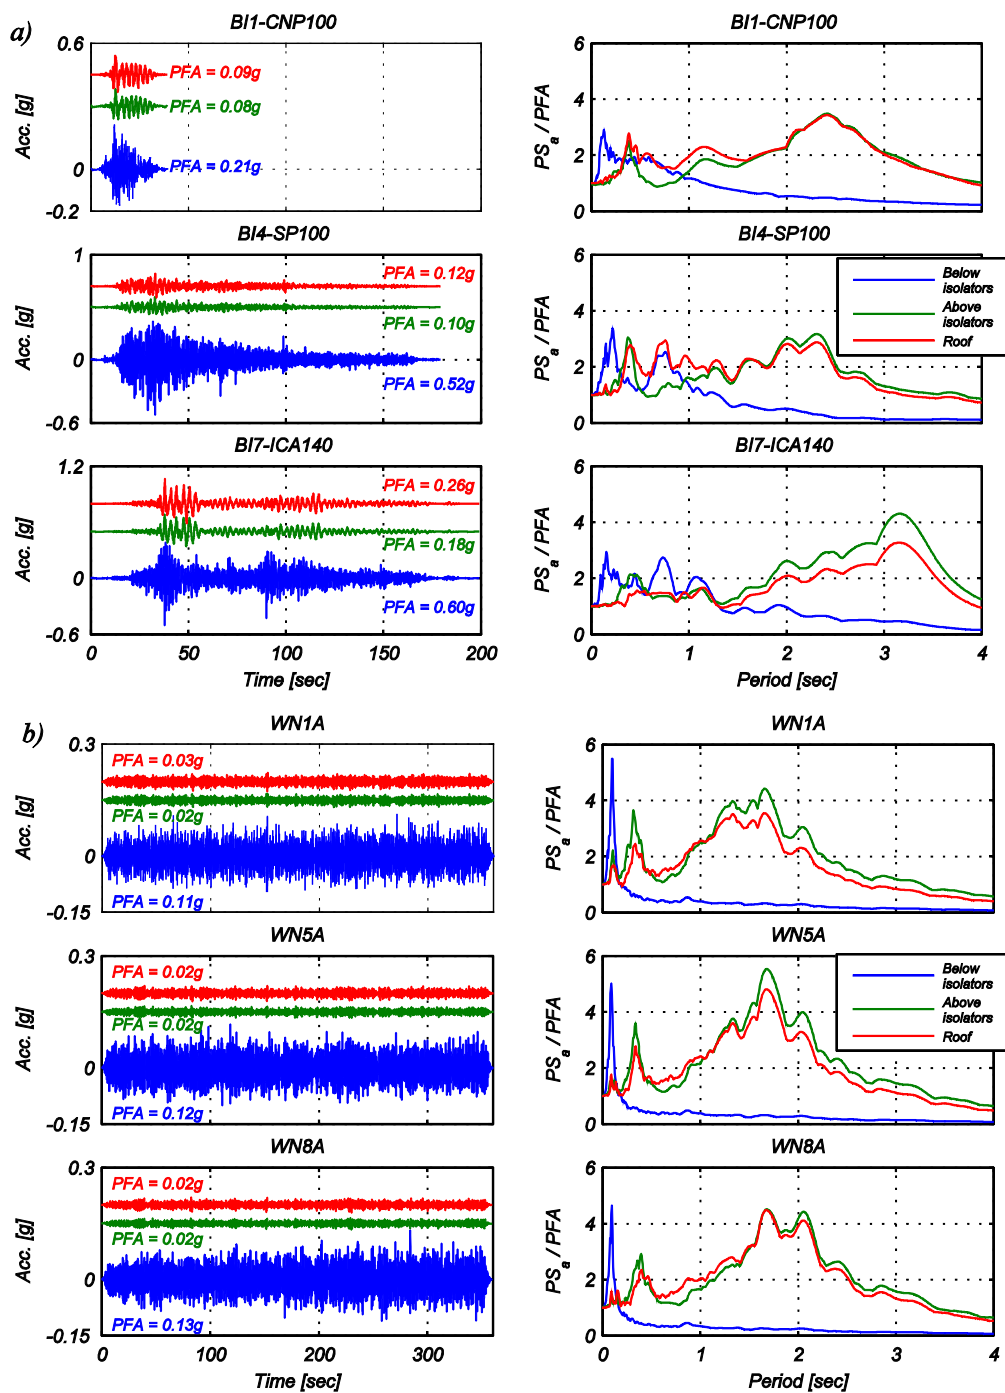 a)
BI1-CNP100
BI1-CNP100
0.6
0
-0.2
Acc. [g]
PFA = 0.09g
PFA = 0.08g
PFA = 0.21g
6
4
2
0
PSa / PFA
BI4-SP100
BI4-SP100
1
0
-0.6
Acc. [g]
PFA = 0.12g
PFA = 0.10g
PFA = 0.52g
6
4
2
0
PSa / PFA
Below
isolators
Above
isolators
Roof
BI7-ICA140
BI7-ICA140
1.2
0
-0.6
Acc. [g]
PFA = 0.26g
PFA = 0.18g
PFA = 0.60g
0 50 100 150 200
Time [sec]
6
4
2
0
PSa / PFA
0 1 2 3 4
Period [sec]
b)
WN1A
WN1A
0.3
0
-0.15
Acc. [g]
PFA = 0.03g
PFA = 0.02g
PFA = 0.11g
6
4
2
0
PSa / PFA
WN5A
WN5A
0.3
0
-0.15
Acc. [g]
PFA = 0.02g
PFA = 0.02g
PFA = 0.12g
6
4
2
0
PSa / PFA
Below
isolators
Above
isolators
Roof
WN8A
WN8A
0.3
0
-0.15
Acc. [g]
PFA = 0.02g
PFA = 0.02g
PFA = 0.13g
0 100 200 300
Time [sec]
6
4
2
0
PSa / PFA
0 1 2 3 4
Period [sec]